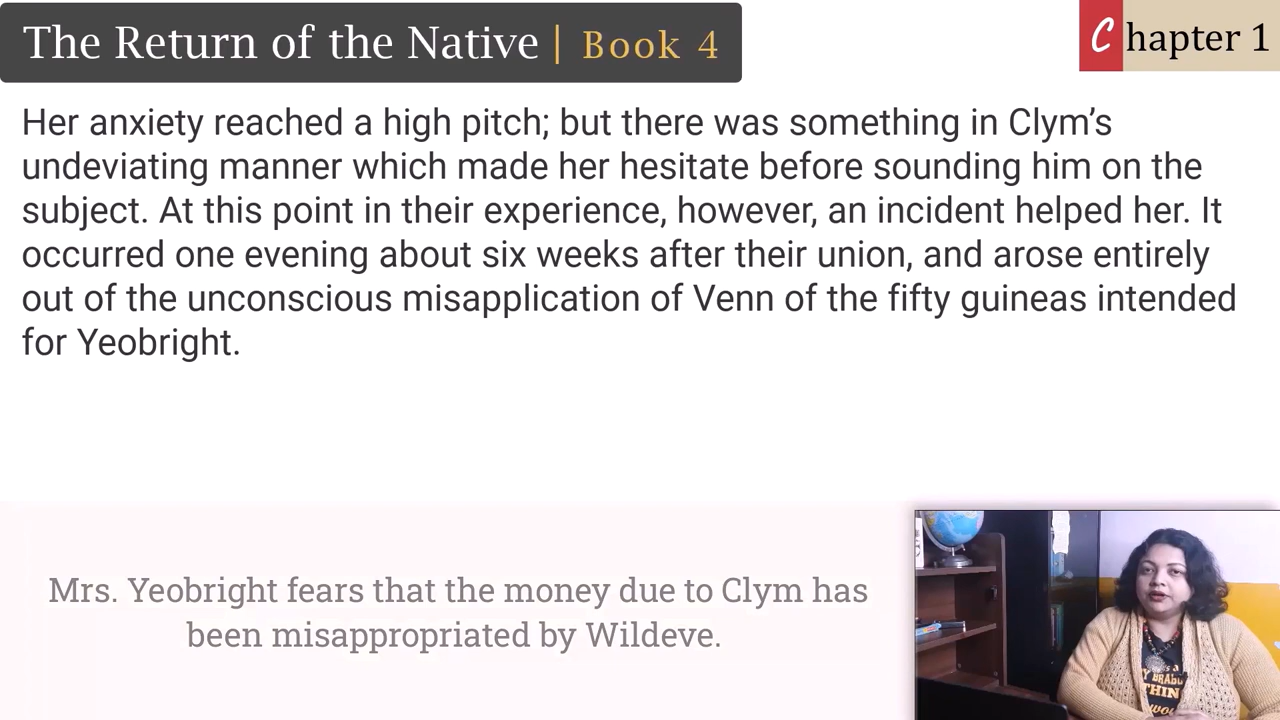 The Return of the Native | Book 4
Chapter 1
Her anxiety reached a high pitch; but there was something in Clym’s
undeviating manner which made her hesitate before sounding him on the
subject. At this point in their experience, however, an incident helped her. It
occurred one evening about six weeks after their union, and arose entirely
out of the unconscious misapplication of Venn of the fifty guineas intended
for Yeobright.
Mrs. Yeobright fears that the money due to Clym has
been misappropriated by Wildeve.